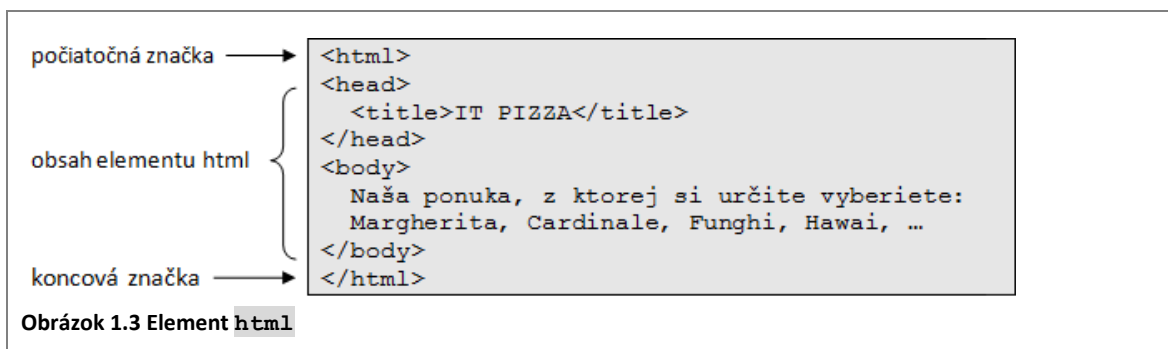 počiatočná značka <html>
<head>
<title>IT PIZZA</title>
</head>
obsah elementu html <body>
Naša ponuka, z ktorej si určite vyberiete:
Margherita, Cardinale, Funghi, Hawai, …
</body>
koncová značka </html>
Obrázok 1.3 Element html